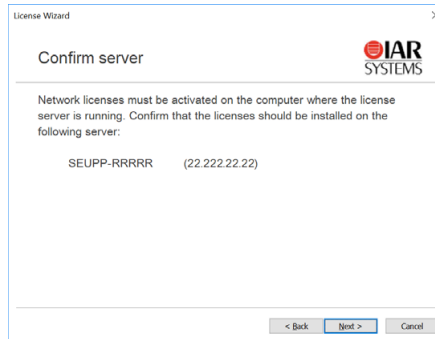 License Wizard
Confirm server
IAR
SYSTEMS
Network licenses must be activated on the computer where the license
server is running. Confirm that the licenses should be installed on the
following server:
SEUPP-RRRRR (22.222.22.22)
< Back Next > Cancel